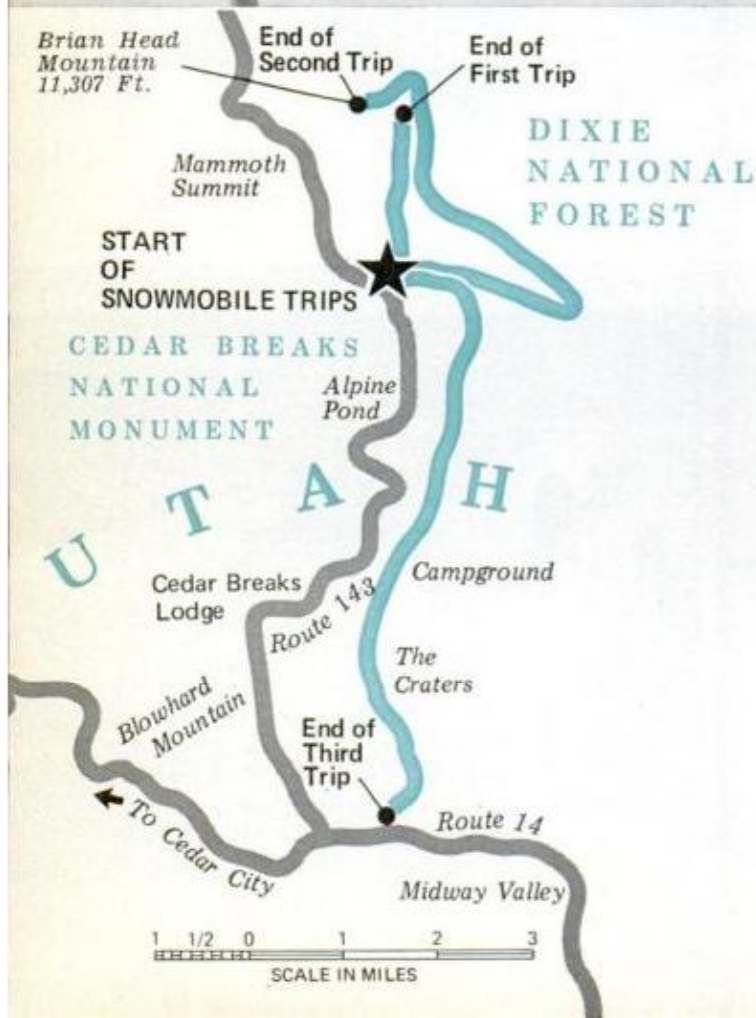 Brian Head
Mountain
11,307 Ft.
End of
Second Trip
End of
First Trip
DIXIE
NATIONAL
FOREST
Mammoth
Summit
START
OF
SNOWMOBILE TRIPS
CEDAR BREAKS
NATIONAL
MONUMENT
Alpine
Pond
UTAH
Cedar Breaks
Lodge
Route 143
Campground
The
Craters
Blowhard
Mountain
End of
Third
Trip
Route 14
To Cedar City
Midway Valley
1 1/2 0 1 2 3
SCALE IN MILES